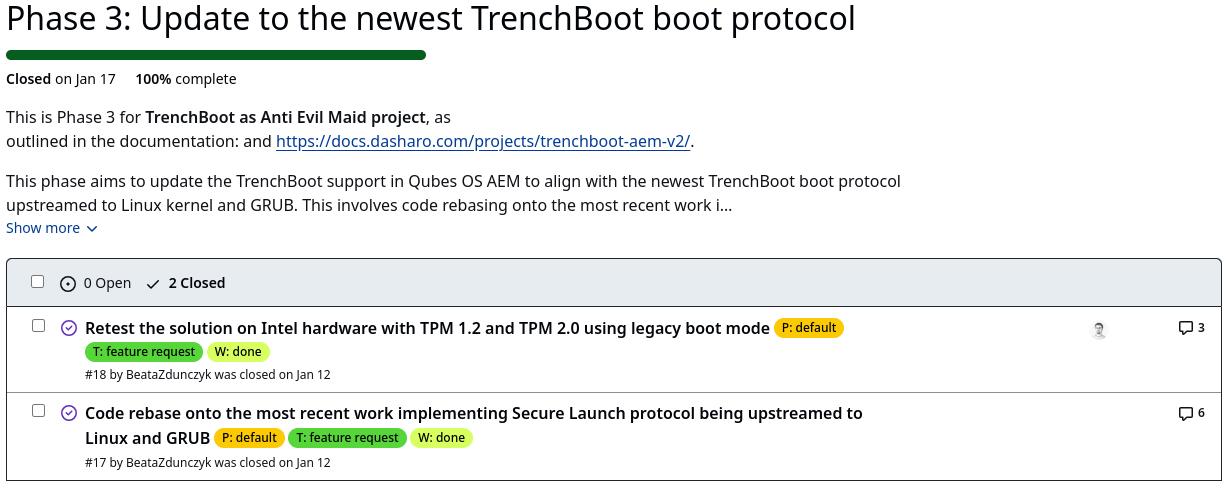 Phase 3: Update to the newest TrenchBoot boot protocol
Closed on Jan 17 100% complete
This is Phase 3 for TrenchBoot as Anti Evil Maid project, as
outlined in the documentation: and https://docs.dasharo.com/projects/trenchboot-aem-v2/.
This phase aims to update the TrenchBoot support in Qubes OS AEM to align with the newest TrenchBoot boot protocol
upstreamed to Linux kernel and GRUB. This involves code rebasing onto the most recent work i...
Show more
0 Open 2 Closed
Retest the solution on Intel hardware with TPM 1.2 and TPM 2.0 using legacy boot mode P: default 3
T: feature request W: done
#18 by BeataZdunczyk was closed on Jan 12
Code rebase onto the most recent work implementing Secure Launch protocol being upstreamed to 6
Linux and GRUB P: default T: feature request W: done
#17 by BeataZdunczyk was closed on Jan 12